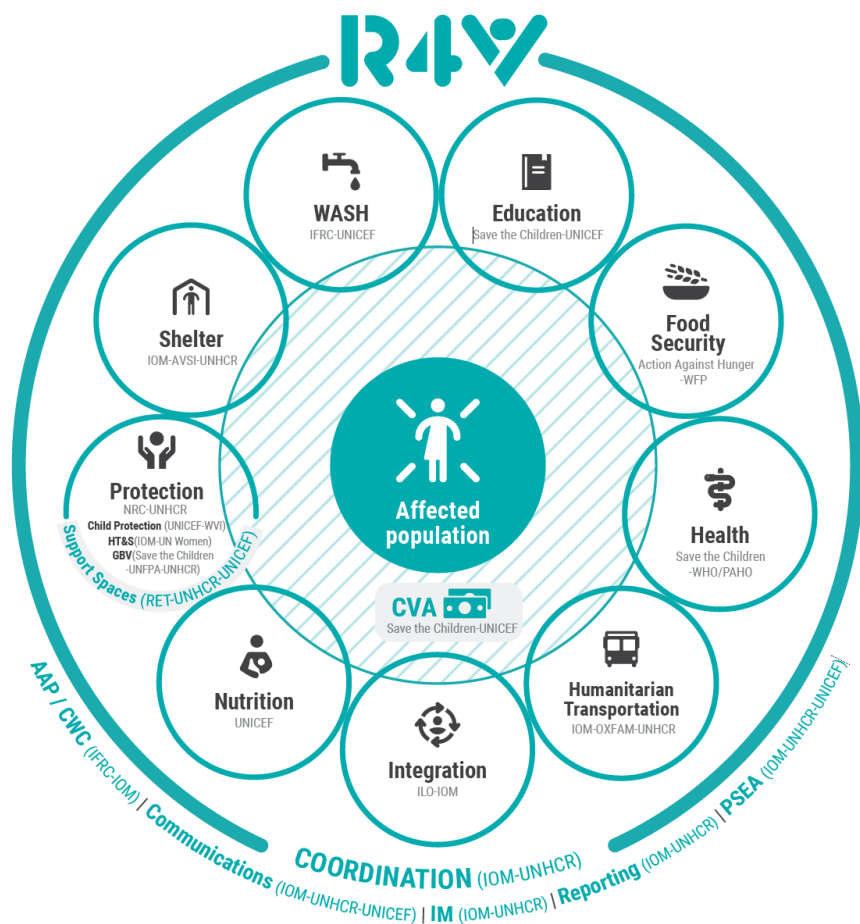 R4V
WASH
IFRC-UNICEF
Education
Save the Children-UNICEF
Shelter
IOM-AVSI-UNHCR
Food
Security
Action Against Hunger
-WFP
Protection
NRC-UNHCR
Child Protection (UNICEF-WVI)
HT&S(IOM-UN Women)
GBV(Save the Children
-UNFPA-UNHCR)
Support Spaces (RET-UNHCR-UNICEF)
Affected
population
Health
Save the Children
-WHO/PAHO
CVA
Save the Children-UNICEF
Nutrition
UNICEF
Integration
ILO-IOM
Humanitarian
Transportation
IOM-OXFAM-UNHCR
COORDINATION (IOM-UNHCR)
AAP / CWC (IFRC-IOM) | Communications (IOM-UNHCR-UNICEF) | IM (IOM-UNHCR) | Reporting (IOM-UNHCR) | PSEA (IOM-UNHCR-UNICEF)